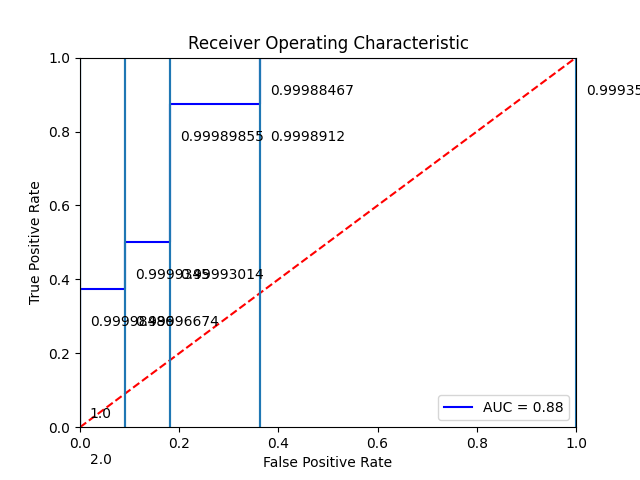 Receiver Operating Characteristic
1.0
0.99988467
0.99935
0.8
0.99989855
0.9998912
0.6
True Positive Rate
0.4
0.99993014
0.99996674
0.2
1.0
AUC = 0.88
0.0
0.0 0.2 0.4 0.6 0.8 1.0
2.0
False Positive Rate